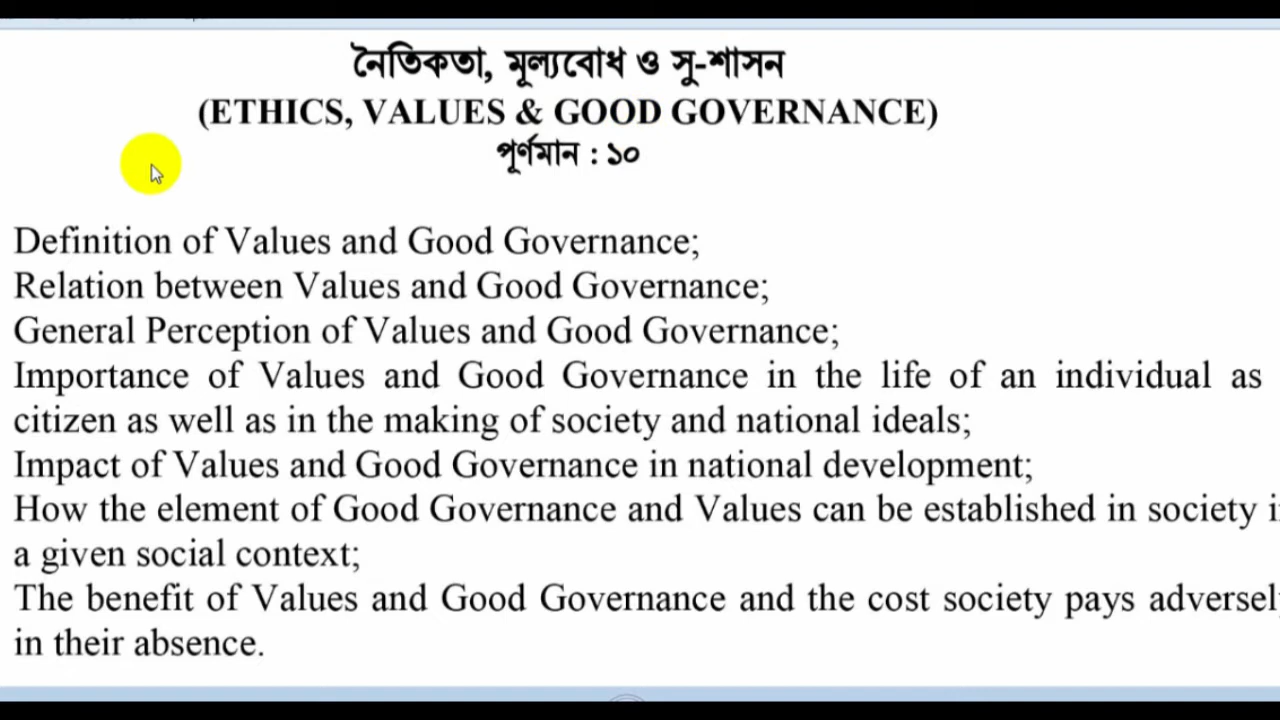 নৈতিকতা, মূল্যবোধ ও সু-শাসন
(ETHICS, VALUES & GOOD GOVERNANCE)
পূর্ণমান : ১০
Definition of Values and Good Governance;
Relation between Values and Good Governance;
General Perception of Values and Good Governance;
Importance of Values and Good Governance in the life of an individual as
citizen as well as in the making of society and national ideals;
Impact of Values and Good Governance in national development;
How the element of Good Governance and Values can be established in society
a given social context;
The benefit of Values and Good Governance and the cost society pays
in their absence.